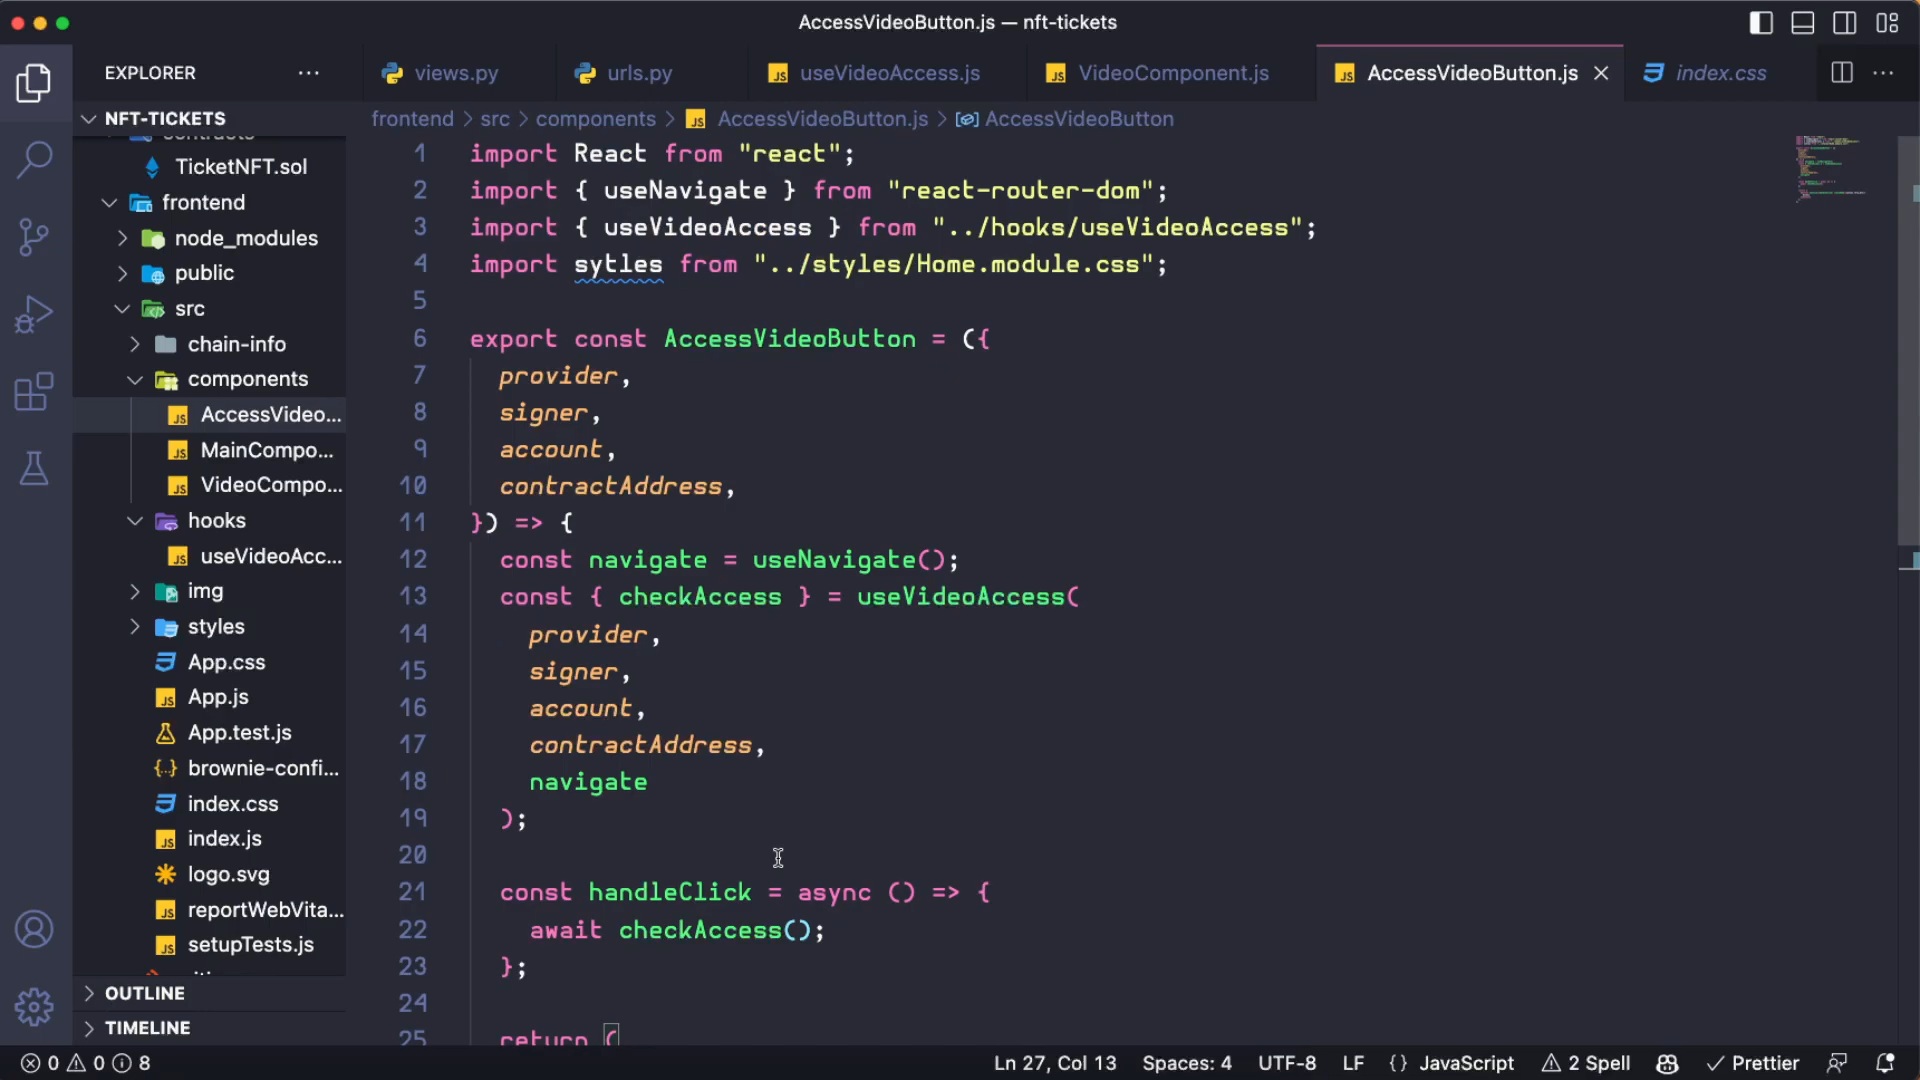 AccessVideoButton.js — nft-tickets
EXPLORER
views.py
urls.py
useVideoAccess.js
VideoComponent.js
AccessVideoButton.js
index.css
NFT-TICKETS
contracts
TicketNFT.sol
frontend
node_modules
public
src
chain-info
components
AccessVideo...
MainCompo...
VideoCompo...
hooks
useVideoAcc...
img
styles
App.css
App.js
App.test.js
brownie-confi...
index.css
index.js
logo.svg
reportWebVita...
setupTests.js
OUTLINE
TIMELINE
frontend > src > components > AccessVideoButton.js > AccessVideoButton
1 import React from "react";
2 import { useNavigate } from "react-router-dom";
3 import { useVideoAccess } from "../hooks/useVideoAccess";
4 import sytles from "../styles/Home.module.css";
5
6 export const AccessVideoButton = ({
7 provider,
8 signer,
9 account,
10 contractAddress,
11 }) => {
12 const navigate = useNavigate();
13 const { checkAccess } = useVideoAccess(
14 provider,
15 signer,
16 account,
17 contractAddress,
18 navigate
19 );
20
21 const handleClick = async () => {
22 await checkAccess();
23 };
24
25 return (
0 0 8
Ln 27, Col 13 Spaces: 4 UTF-8 LF {} JavaScript 2 Spell Prettier